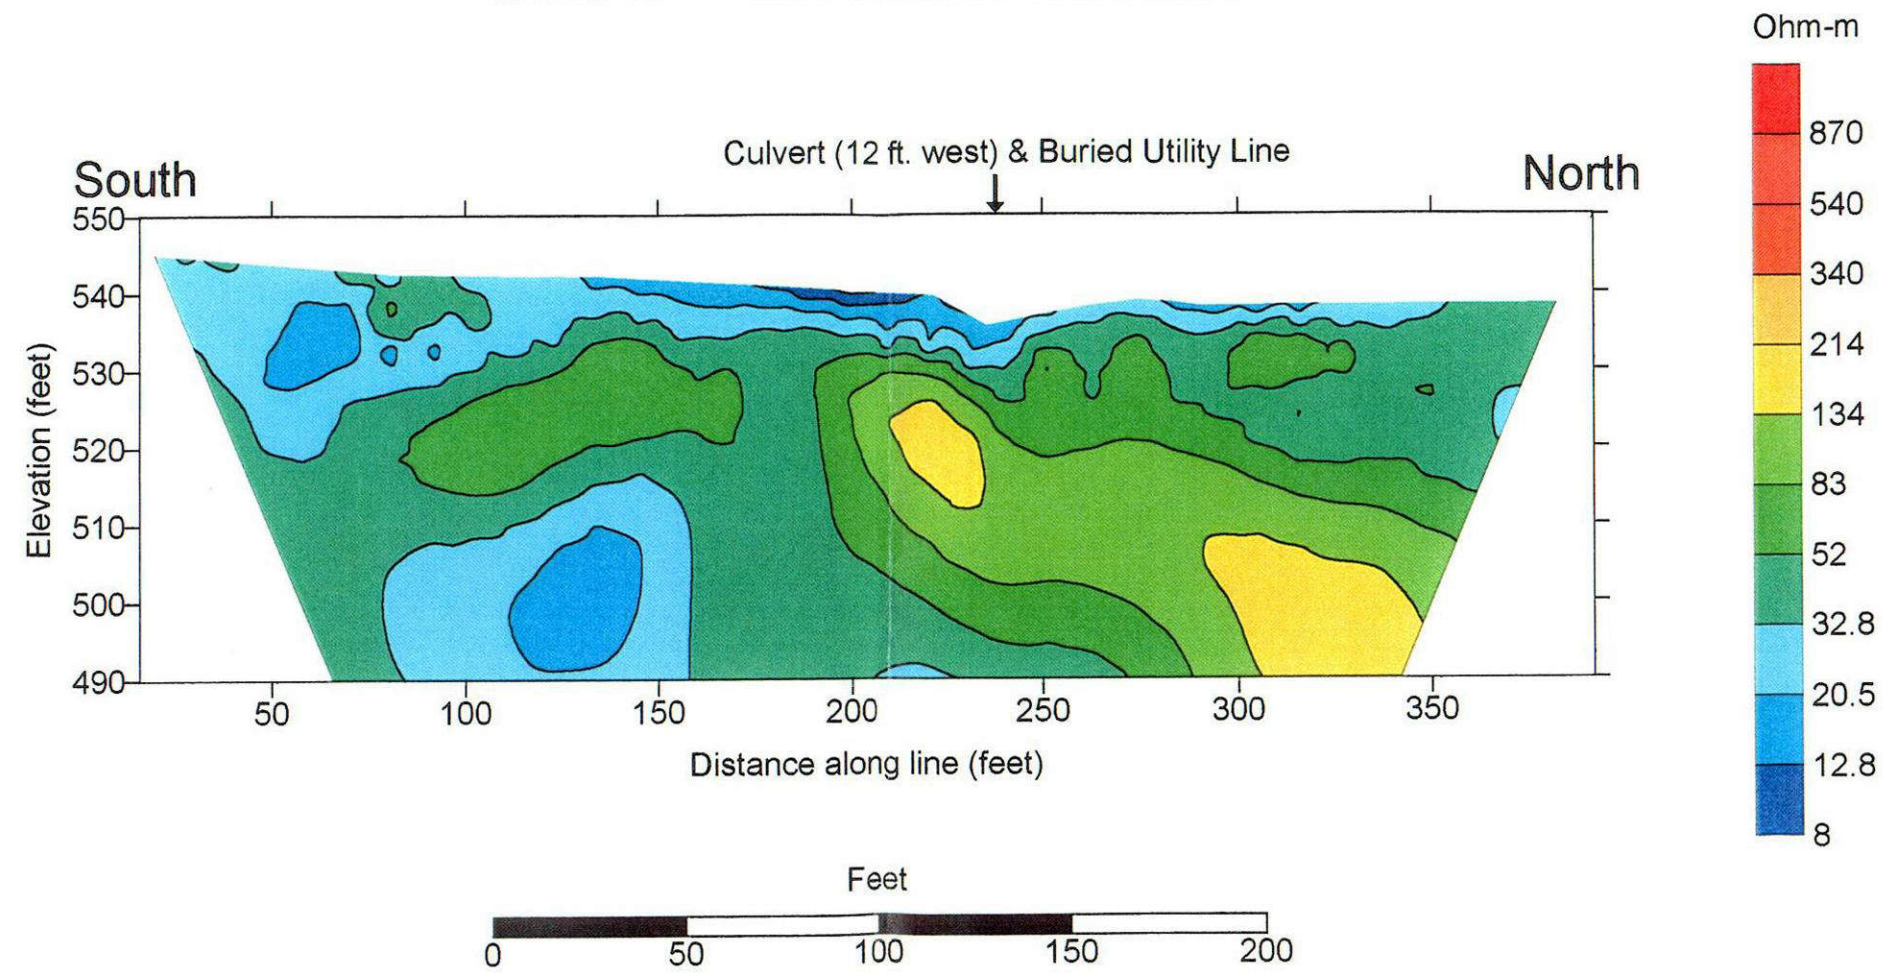 Ohm-m
870
540
340
214
134
83
52
32.8
20.5
12.8
8
Culvert (12 ft. west) & Buried Utility Line
South
North
Elevation (feet)
550
540
530
520
510
500
490
50 100 150 200 250 300 350
Distance along line (feet)
Feet
0 50 100 150 200